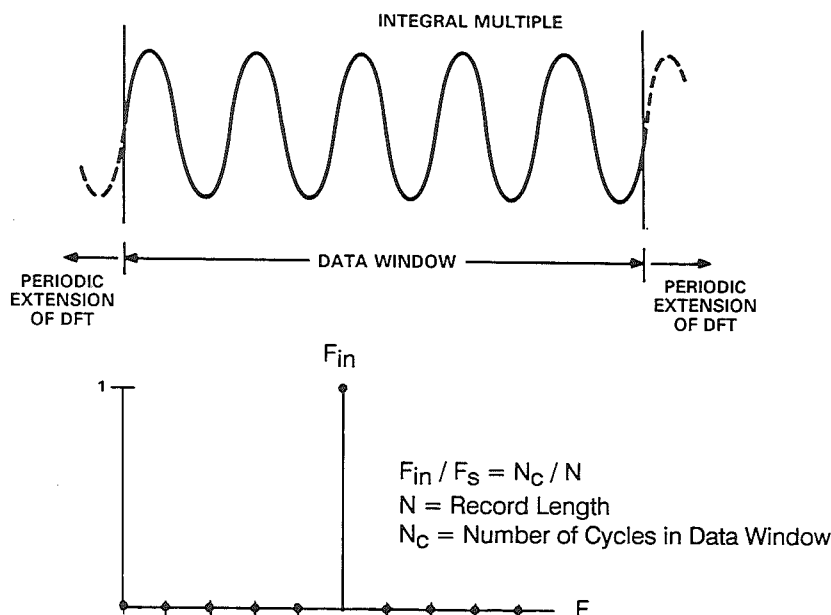 INTEGRAL MULTIPLE
DATA WINDOW
PERIODIC
EXTENSION
OF DFT
PERIODIC
EXTENSION
OF DFT
Fin
1
Fin / Fs = Nc / N
N = Record Length
Nc = Number of Cycles in Data Window
F